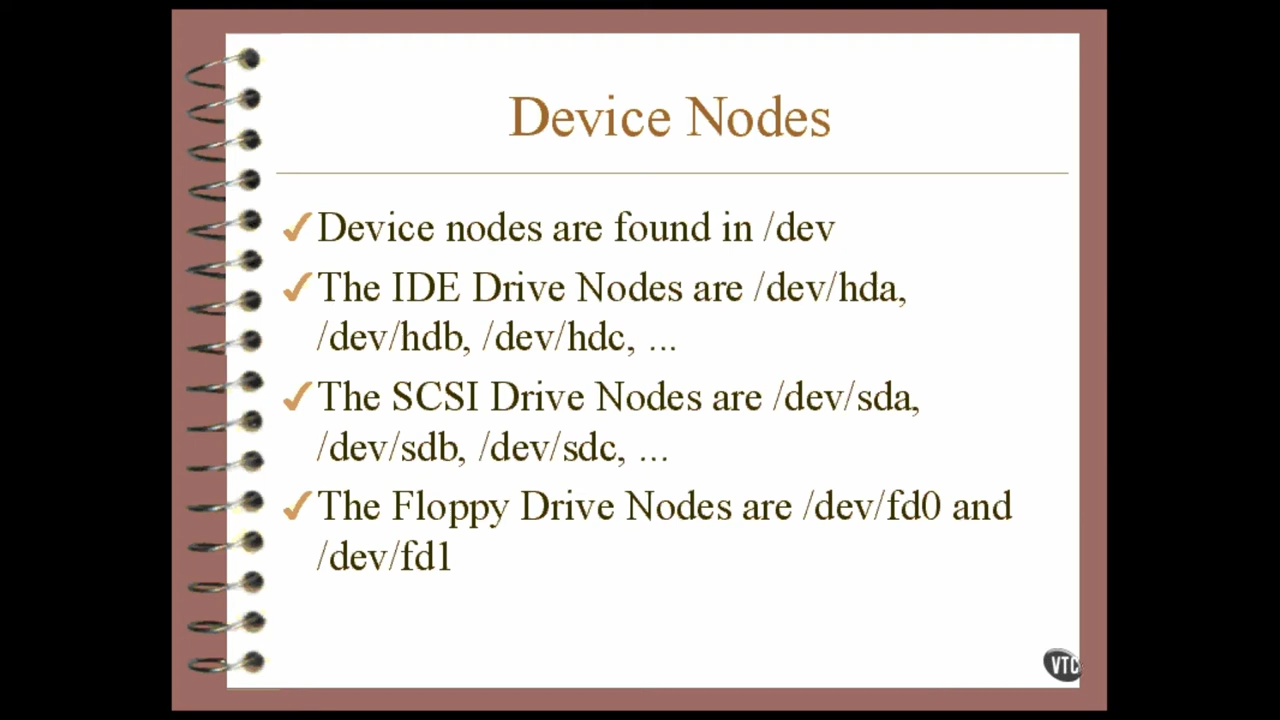 Device Nodes
Device nodes are found in /dev
The IDE Drive Nodes are /dev/hda,
/dev/hdb, /dev/hdc, ...
The SCSI Drive Nodes are /dev/sda,
/dev/sdb, /dev/sdc, ...
The Floppy Drive Nodes are /dev/fd0 and
/dev/fd1
VTC